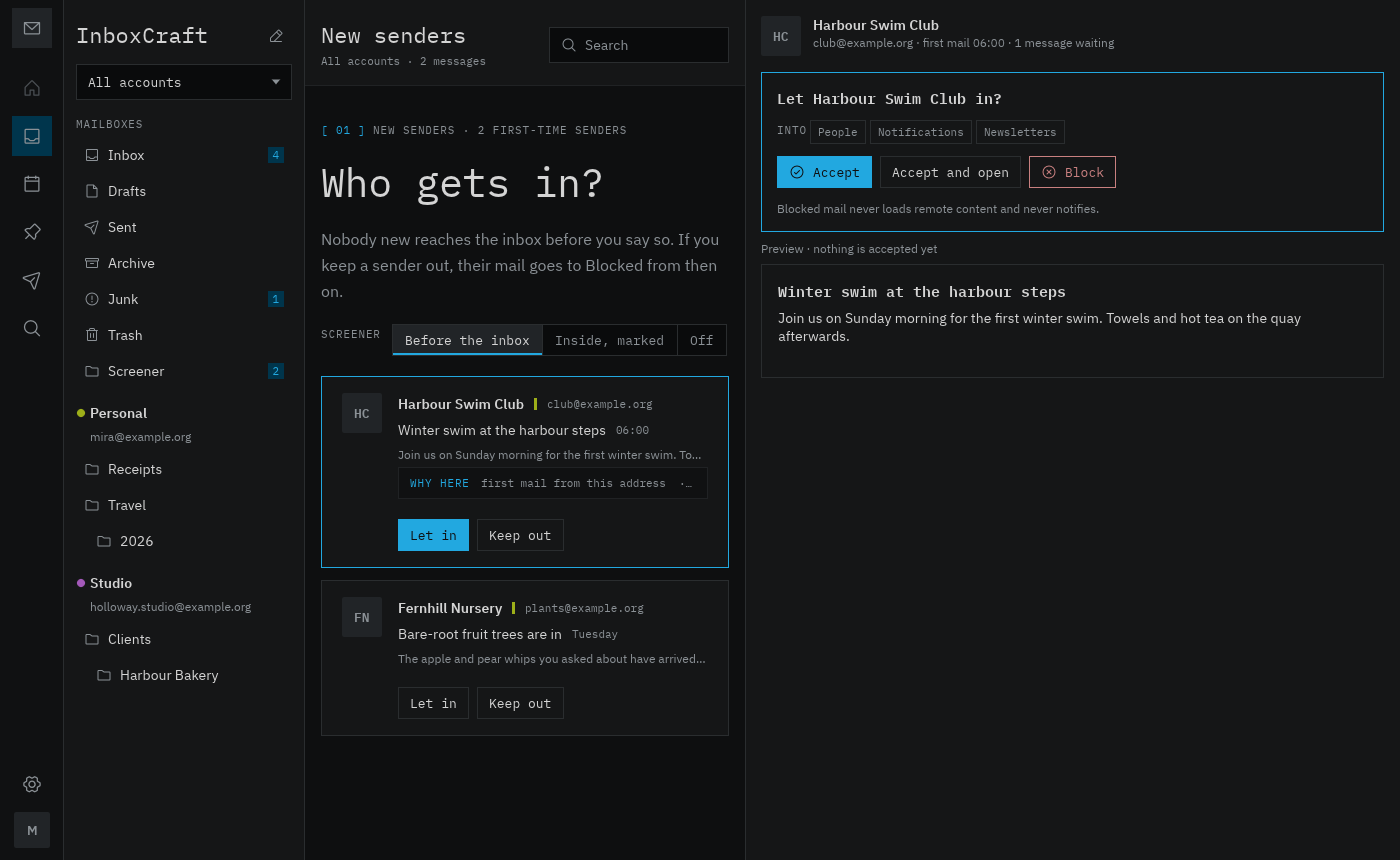 InboxCraft
All accounts
MAILBOXES
Inbox 4
Drafts
Sent
Archive
Junk 1
Trash
Screener 2
Personal
mira@example.org
Receipts
Travel
2026
Studio
holloway.studio@example.org
Clients
Harbour Bakery
M
New senders
All accounts · 2 messages
Search
[ 01 ] NEW SENDERS · 2 FIRST-TIME SENDERS
Who gets in?
Nobody new reaches the inbox before you say so. If you
keep a sender out, their mail goes to Blocked from then
on.
SCREENER Before the inbox Inside, marked Off
HC
Harbour Swim Club club@example.org
Winter swim at the harbour steps 06:00
Join us on Sunday morning for the first winter swim. To...
WHY HERE first mail from this address ·…
Let in Keep out
FN
Fernhill Nursery plants@example.org
Bare-root fruit trees are in Tuesday
The apple and pear whips you asked about have arrived...
Let in Keep out
HC
Harbour Swim Club
club@example.org · first mail 06:00 · 1 message waiting
Let Harbour Swim Club in?
INTO People Notifications Newsletters
Accept Accept and open Block
Blocked mail never loads remote content and never notifies.
Preview · nothing is accepted yet
Winter swim at the harbour steps
Join us on Sunday morning for the first winter swim. Towels and hot tea on the quay
afterwards.